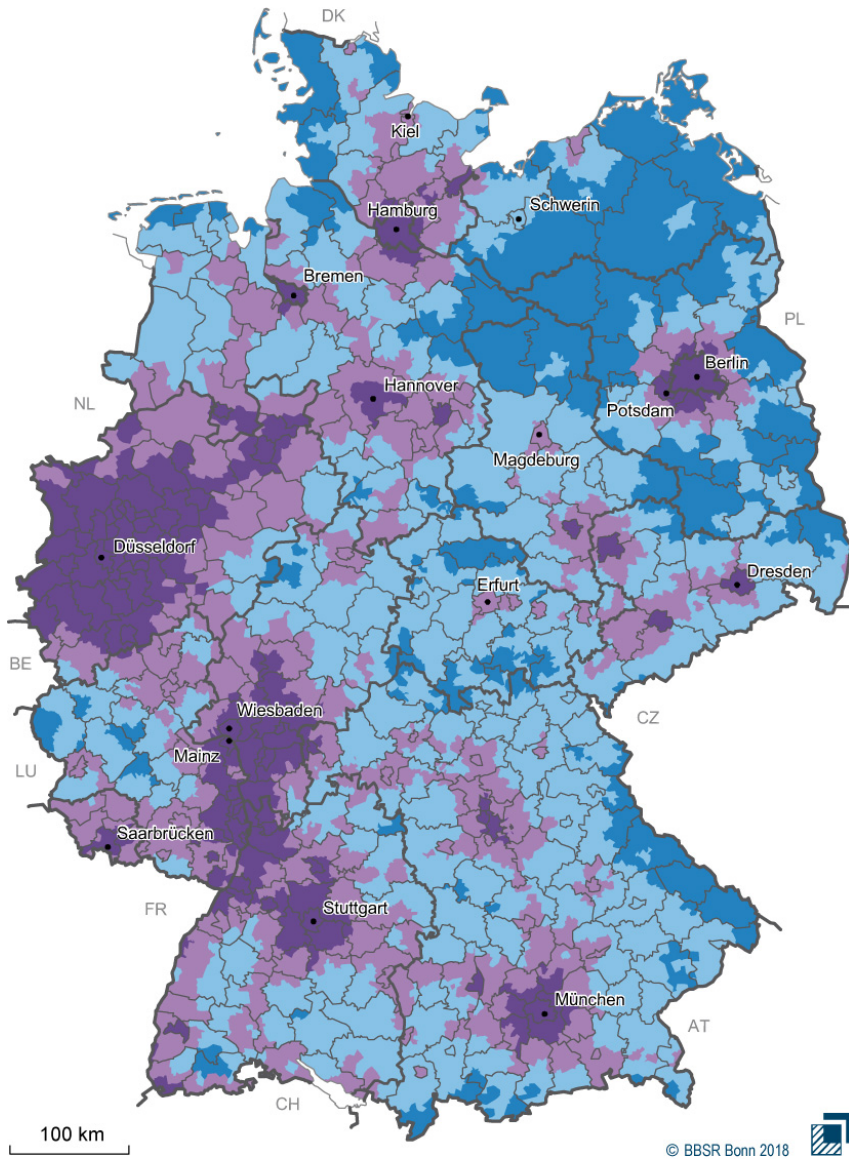 DK
Kiel
Schwerin
Hamburg
Bremen
PL
Berlin
Hannover
Potsdam
NL
Magdeburg
Düsseldorf
Dresden
Erfurt
BE
Wiesbaden
CZ
Mainz
LU
Saarbrücken
FR
Stuttgart
München
AT
CH
100 km
© BBSR Bonn 2018